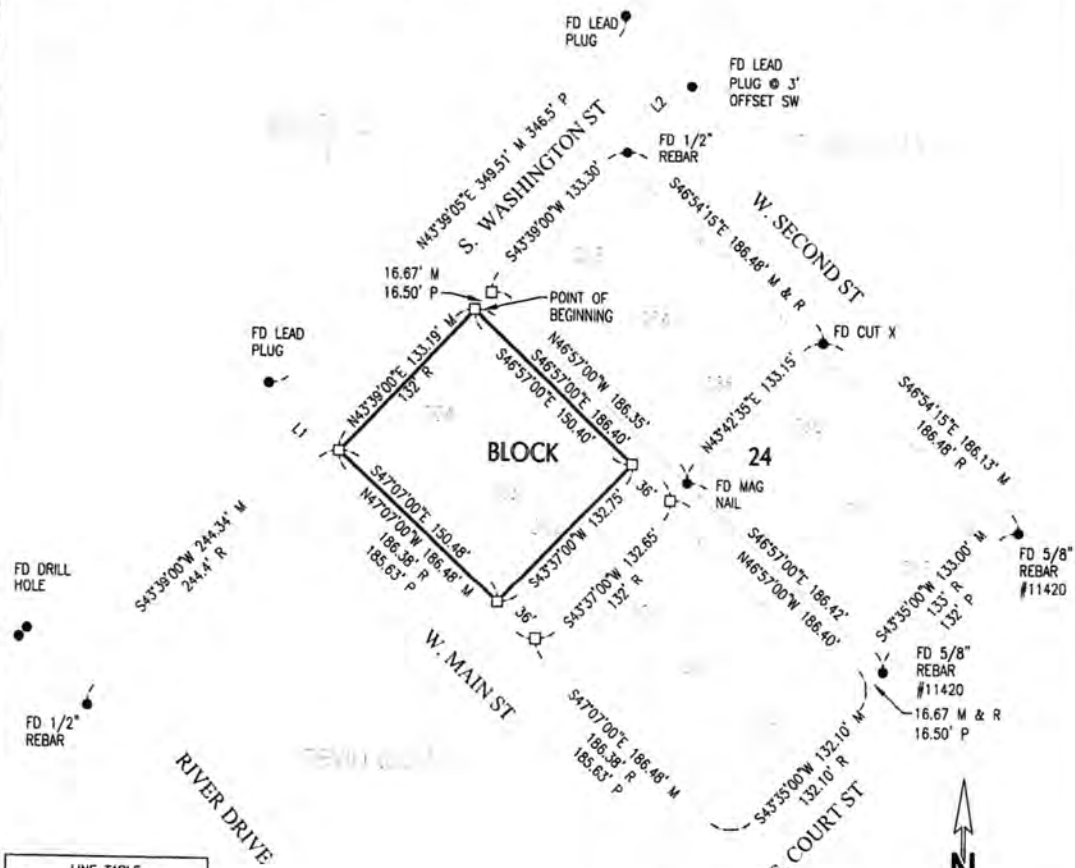 FD LEAD
PLUG
FD LEAD
PLUG @ 3'
OFFSET SW
L2
N43°39'05"E 349.51' M 346.5' P
S. WASHINGTON ST
S43°39'00"W 133.30'
FD 1/2"
REBAR
S46°54'15"E 186.48' M & R
W. SECOND ST
16.67' M
16.50' P
POINT OF
BEGINNING
FD LEAD
PLUG
L1
N43°39'00"E 133.19' M
132' R
N46°57'00"W 186.35'
S46°57'00"E 186.40'
S46°57'00"E 150.40'
FD CUT X
N43°42'35"E 133.15'
S46°54'15"E 186.13' M
186.48' R
BLOCK
24
36'
FD MAG
NAIL
S47°07'00"E 150.48'
N47°07'00"W 186.48' M
186.38' R
185.63' P
S43°37'00"W 132.75'
S43°37'00"W 132.65'
132' R
S46°57'00"E 186.42'
N46°57'00"W 186.40'
FD 5/8"
REBAR
#11420
S43°35'00"W 133.00' M
133' R
132' P
S43°39'00"W 244.34' M
244.4' R
FD DRILL
HOLE
FD 1/2"
REBAR
36'
W. MAIN ST
S47°07'00"E 186.48' M
186.38' R
185.63' P
FD 5/8"
REBAR
#11420
16.67 M & R
16.50' P
S43°35'00"W 132.10' M
132.10' R
COURT ST
RIVER DRIVE
N
LINE TABLE